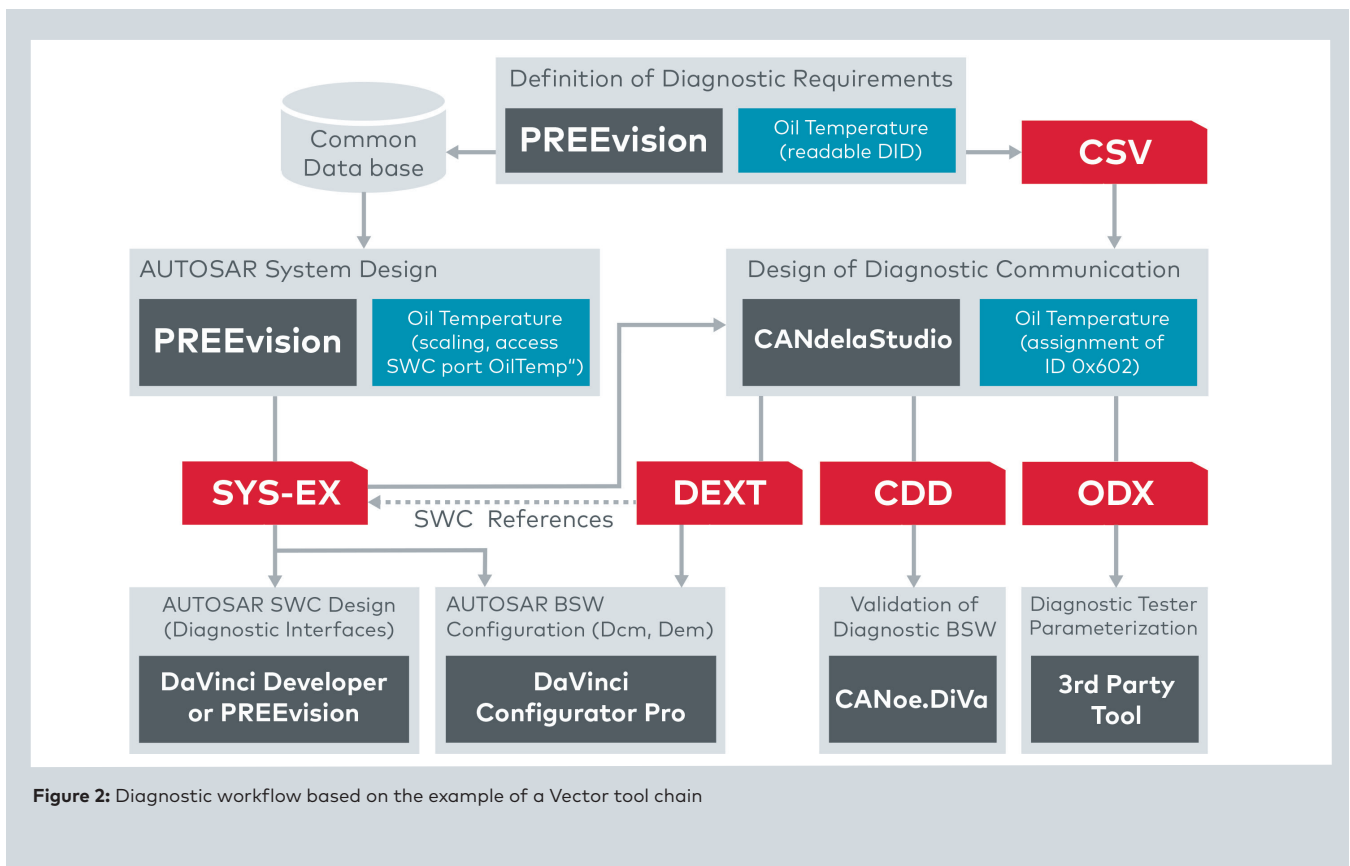 Definition of Diagnostic Requirements
Common
Data base
PREEvision
Oil Temperature
(readable DID)
CSV
AUTOSAR System Design
PREEvision
Oil Temperature
(scaling, access
SWC port OilTemp“)
Design of Diagnostic Communication
CANdelaStudio
Oil Temperature
(assignment of
ID 0x602)
SYS-EX
SWC References
DEXT
CDD
ODX
AUTOSAR SWC Design
(Diagnostic Interfaces)
DaVinci Developer
or PREEvision
AUTOSAR BSW
Configuration (Dcm, Dem)
DaVinci
Configurator Pro
Validation of
Diagnostic BSW
CANoe.DiVa
Diagnostic Tester
Parameterization
3rd Party
Tool
Figure 2: Diagnostic workflow based on the example of a Vector tool chain